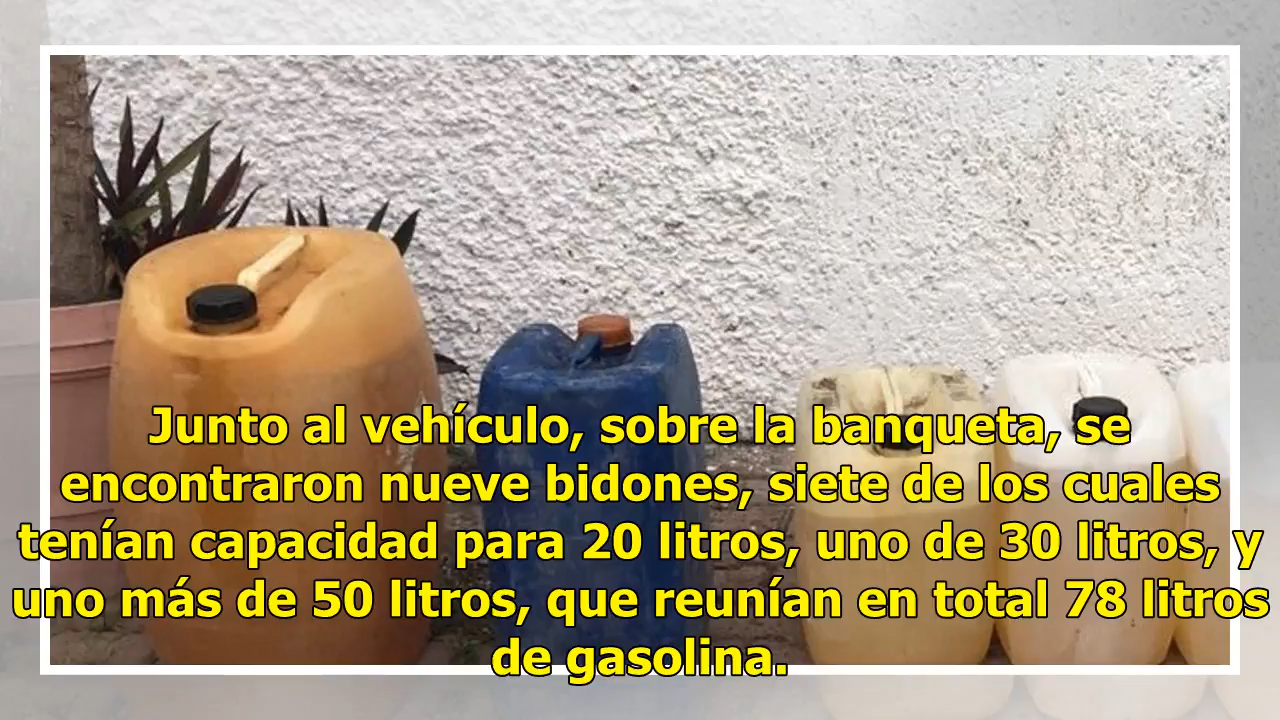 Junto al vehículo, sobre la banqueta, se
encontraron nueve bidones, siete de los cuales
tenían capacidad para 20 litros, uno de 30 litros, y
uno más de 50 litros, que reunían en total 78 litros
de gasolina.